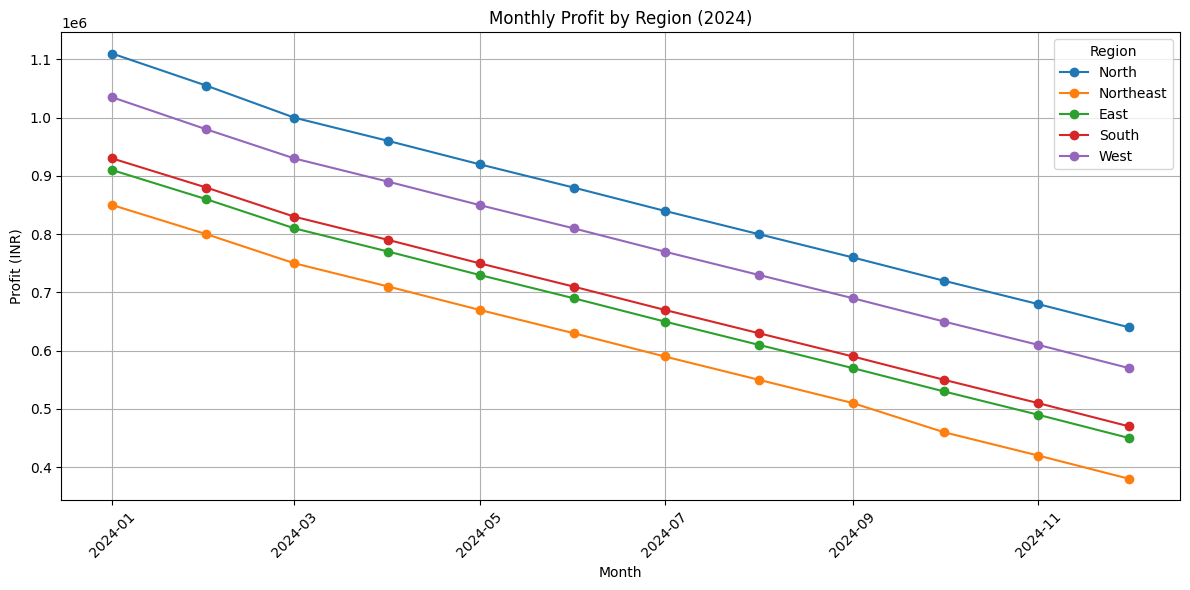 Monthly Profit by Region (2024)
1e6
1.1
1.0
0.9
0.8
0.7
0.6
0.5
0.4
Profit (INR)
Region
North
Northeast
East
South
West
2024-01
2024-03
2024-05
2024-07
2024-09
2024-11
Month